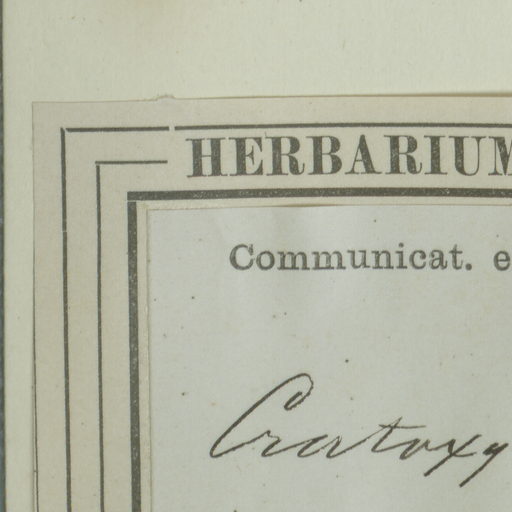 HERBARIUM
Communicat. e
Cratoxy